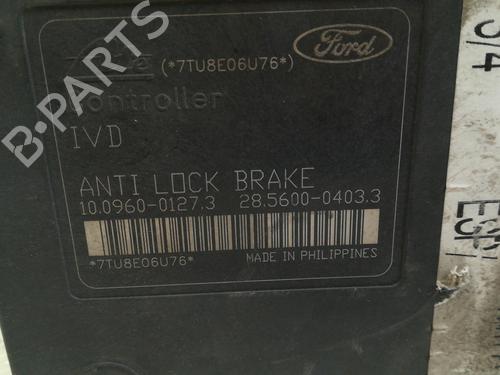 (*7TU8E06U76*)
Ford
Controller
IVD
ANTI LOCK BRAKE
10.0960-0127.3 28.5600-0403.3
*7TU8E06U76* MADE IN PHILIPPINES
B-PARTS